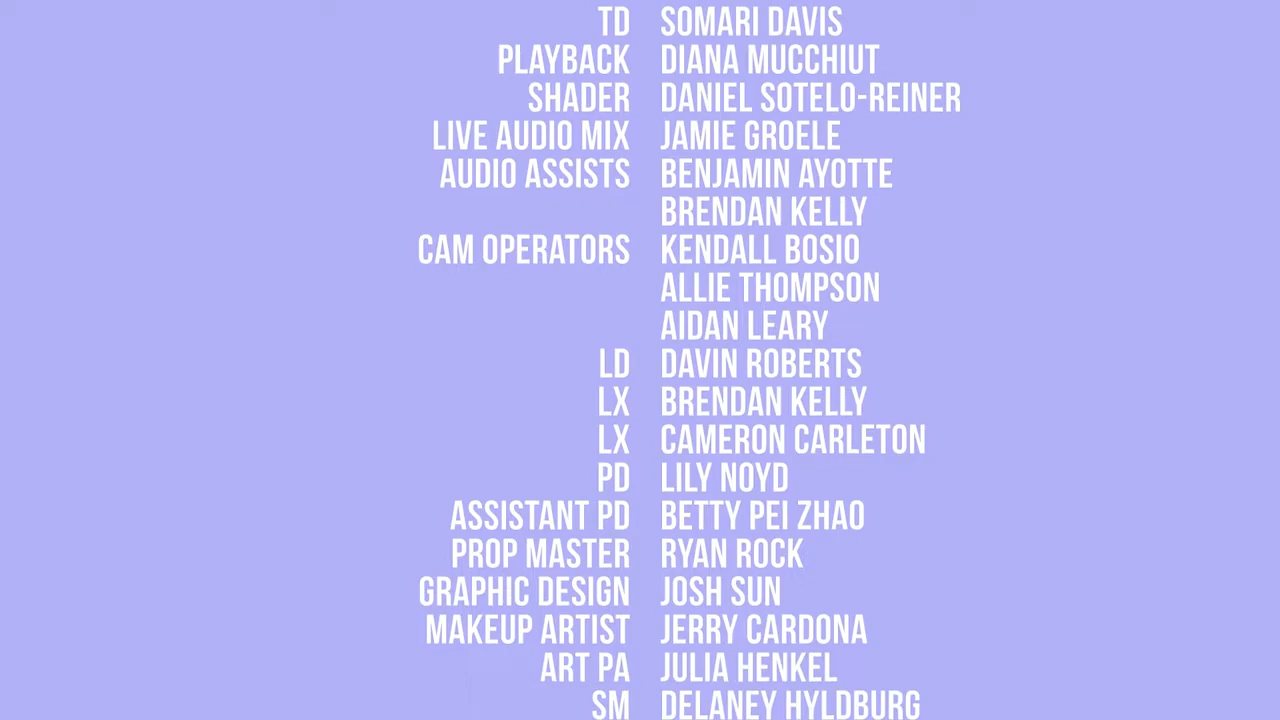 TD SOMARI DAVIS
PLAYBACK DIANA MUCCHIUT
SHADER DANIEL SOTELO-REINER
LIVE AUDIO MIX JAMIE GROELE
AUDIO ASSISTS BENJAMIN AYOTTE
BRENDAN KELLY
CAM OPERATORS KENDALL BOSIO
ALLIE THOMPSON
AIDAN LEARY
LD DAVIN ROBERTS
LX BRENDAN KELLY
LX CAMERON CARLETON
PD LILY NOYD
ASSISTANT PD BETTY PEI ZHAO
PROP MASTER RYAN ROCK
GRAPHIC DESIGN JOSH SUN
MAKEUP ARTIST JERRY CARDONA
ART PA JULIA HENKEL
SM DELANEY HYLDBURG